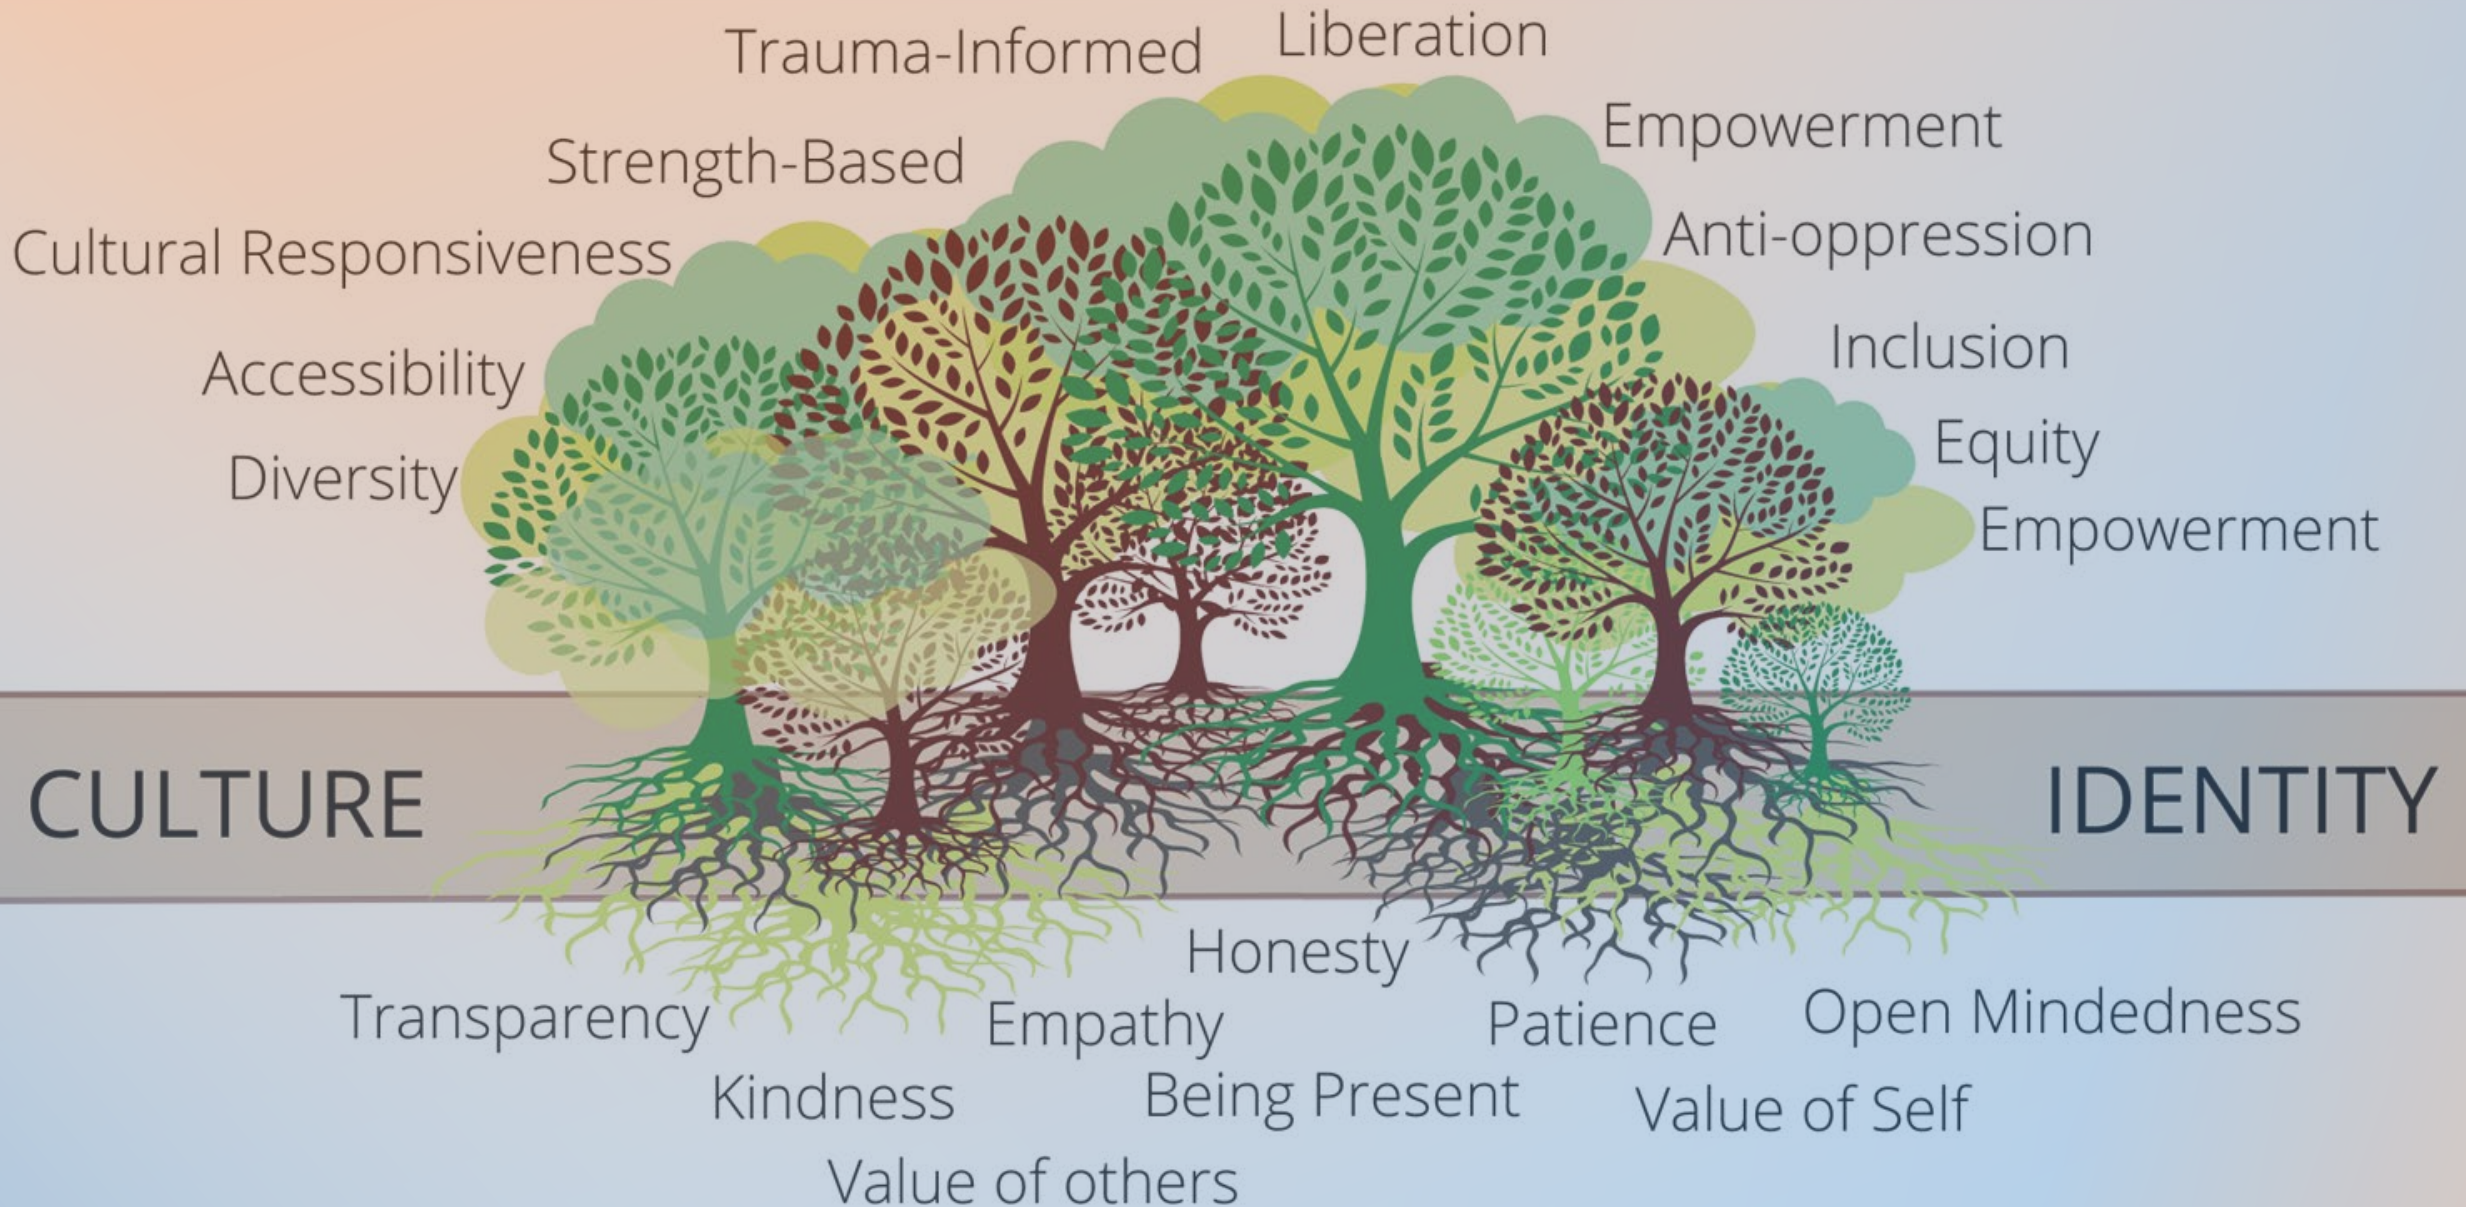 Trauma-Informed
Liberation
Strength-Based
Empowerment
Cultural Responsiveness
Anti-oppression
Accessibility
Inclusion
Diversity
Equity
Empowerment
CULTURE
IDENTITY
Honesty
Transparency
Empathy
Patience
Open Mindedness
Kindness
Being Present
Value of Self
Value of others